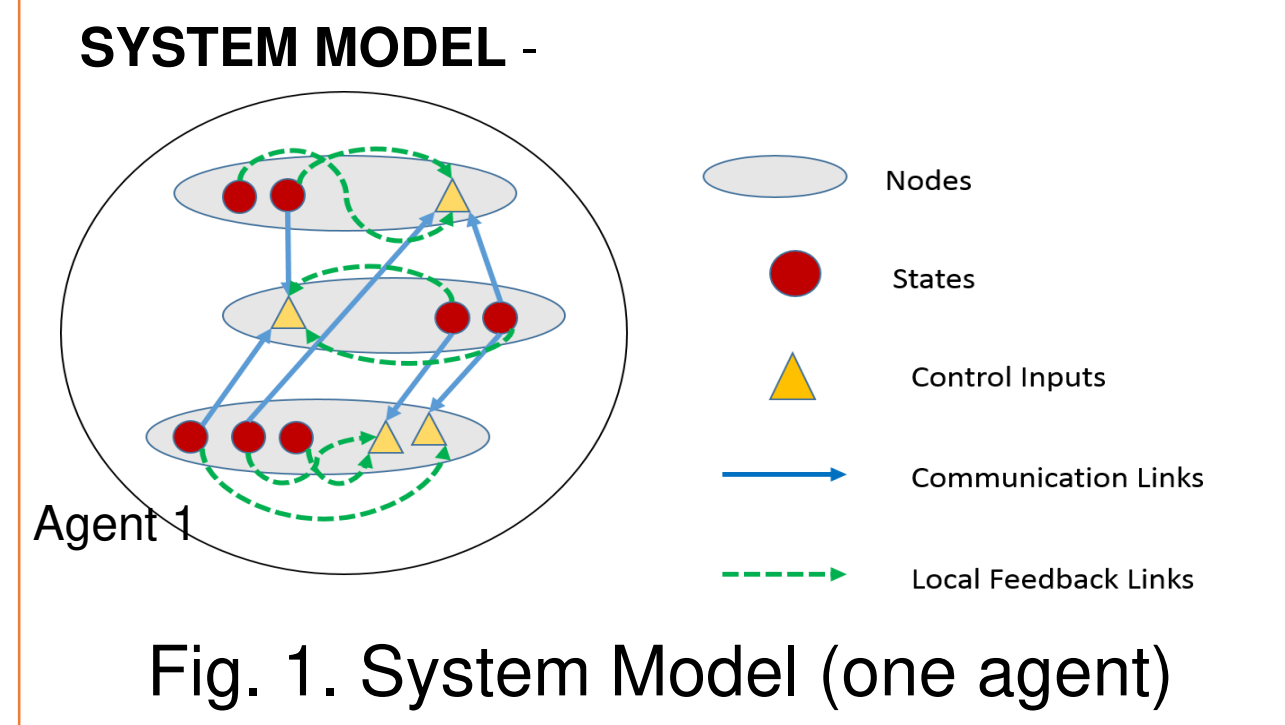 SYSTEM MODEL -
Nodes
States
Control Inputs
Communication Links
Agent 1
Local Feedback Links
Fig. 1. System Model (one agent)